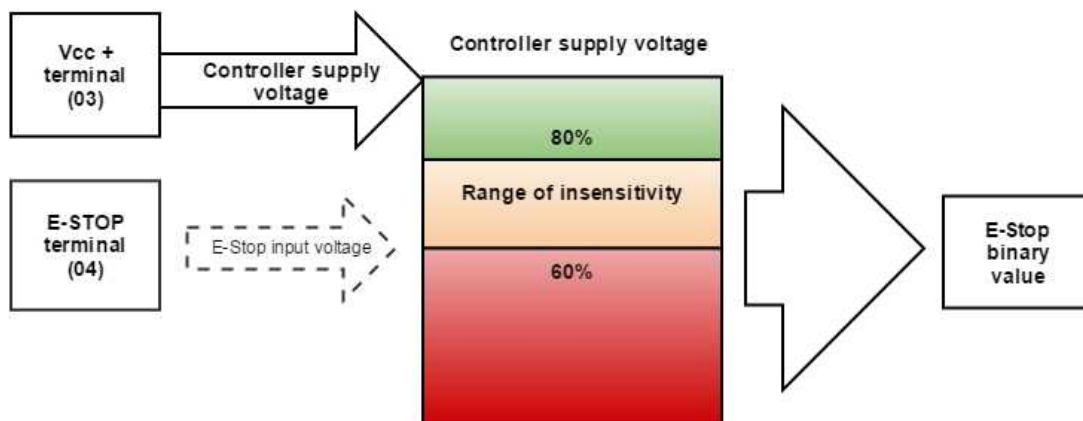 Vcc +
terminal
(03)
Controller supply
voltage
Controller supply voltage
80%
Range of insensitivity
60%
E-STOP
terminal
(04)
E-Stop input voltage
E-Stop
binary
value